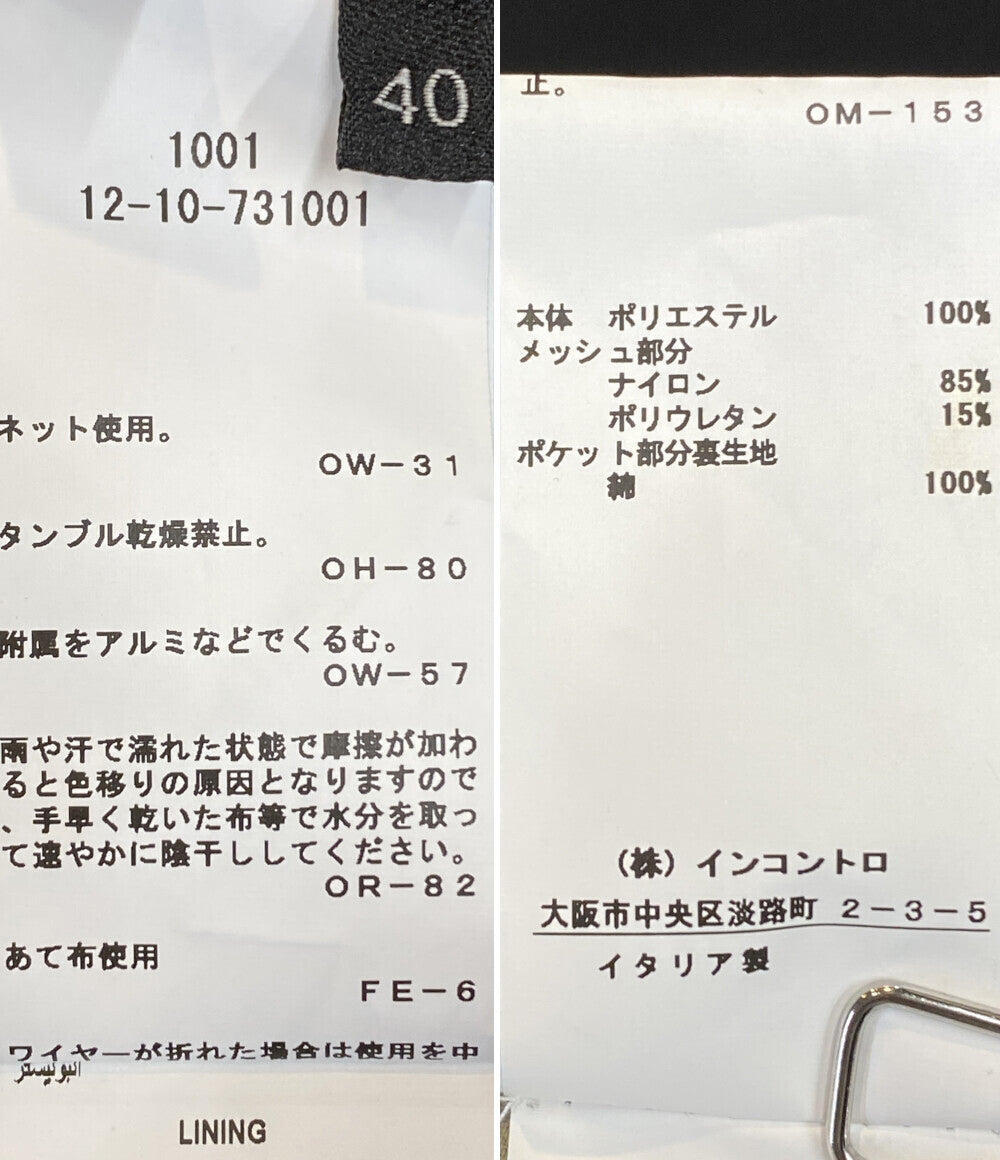 40
1001
12-10-731001
ネット使用。
OW-31
タンブル乾燥禁止。
OH-80
附属をアルミなどでくるむ。
OW-57
雨や汗で濡れた状態で摩擦が加わ
ると色移りの原因となりますので
、手早く乾いた布等で水分を取っ
て速やかに陰干ししてください。
OR-82
あて布使用
FE-6
ワイヤーが折れた場合は使用を中
البوليستر
LINING
止。
OM-153
本体 ポリエステル 100%
メッシュ部分
ナイロン 85%
ポリウレタン 15%
ポケット部分裏生地
綿 100%
(株)インコントロ
大阪市中央区淡路町 2-3-5
イタリア製